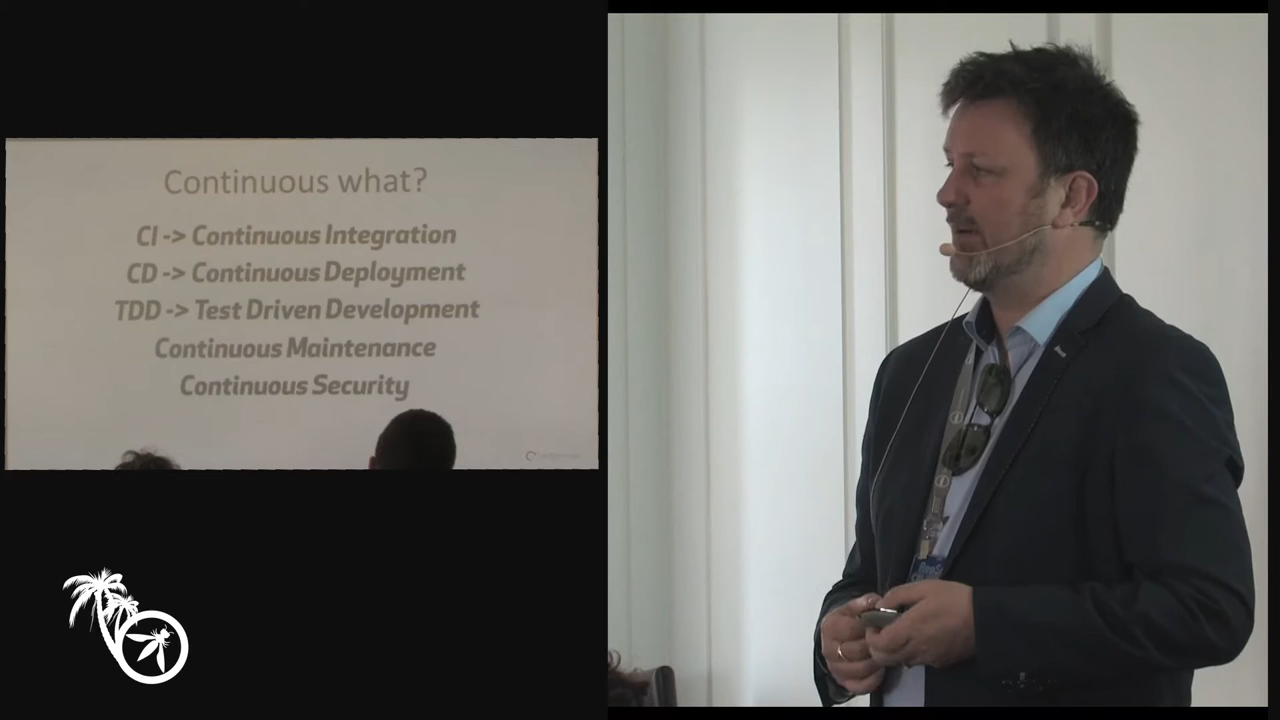 Continuous what?
CI -> Continuous Integration
CD -> Continuous Deployment
TDD -> Test Driven Development
Continuous Maintenance
Continuous Security